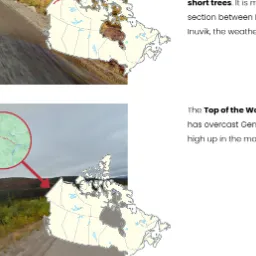 short trees. It is m
section between
Inuvik, the weathe
The Top of the Wo
has overcast Gen
high up in the mo